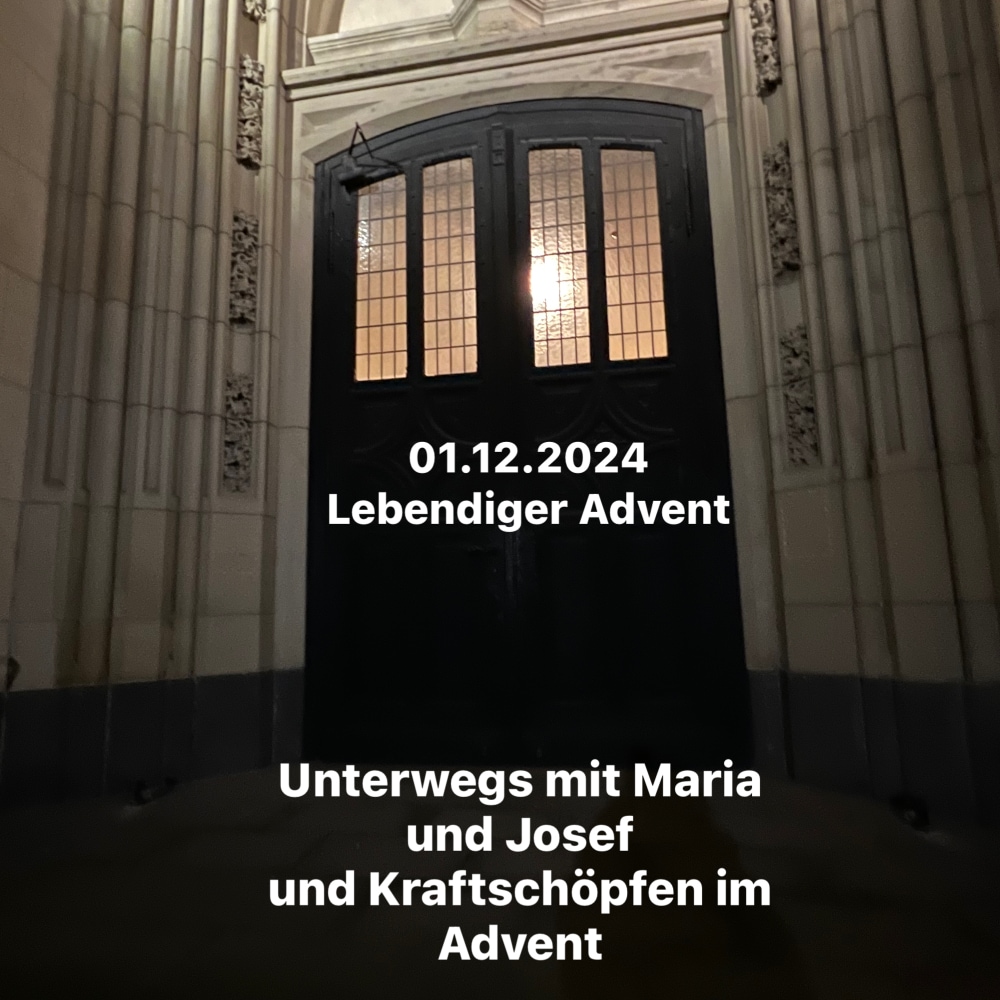 01.12.2024
Lebendiger Advent
Unterwegs mit Maria
und Josef
und Kraftschöpfen im
Advent